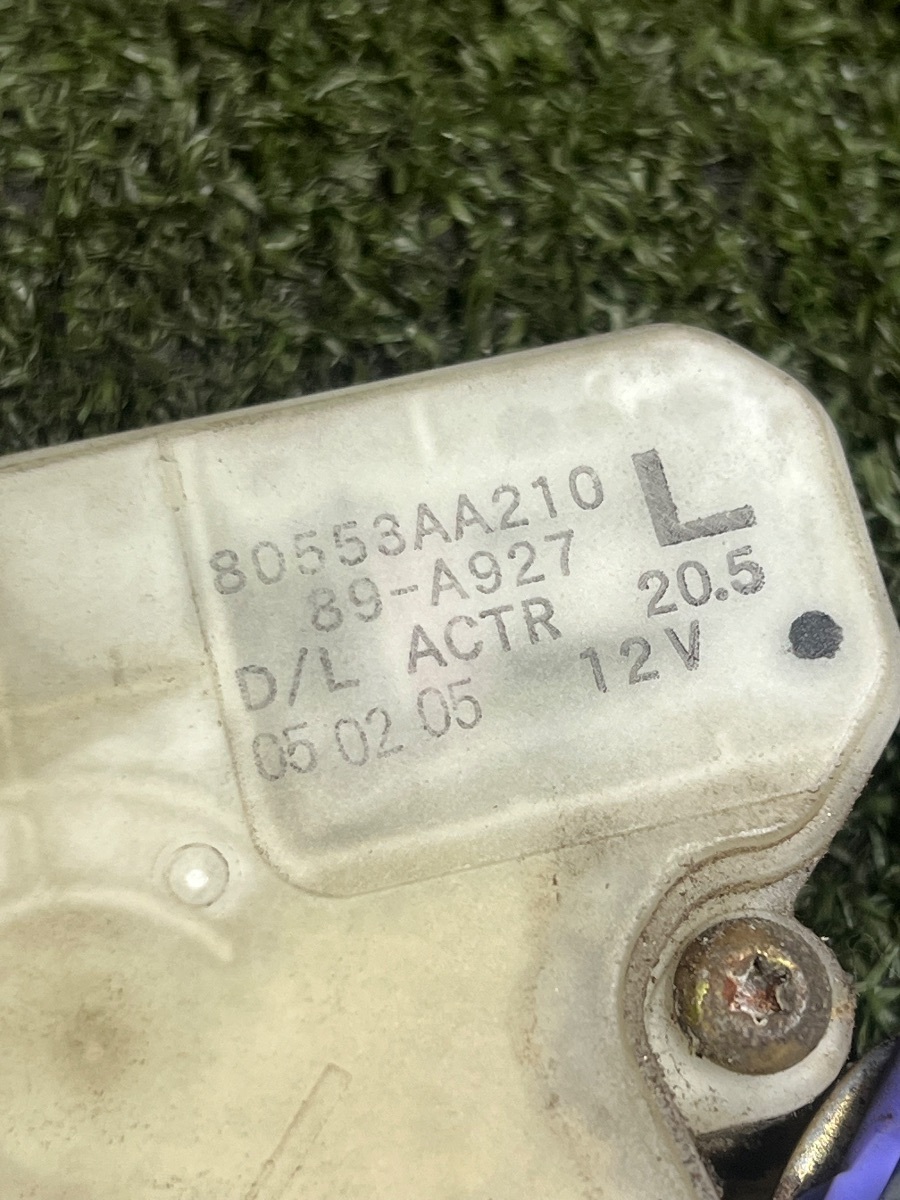 80553AA210 L
89-A927 20.5
D/L ACTR 12V
05 02 05